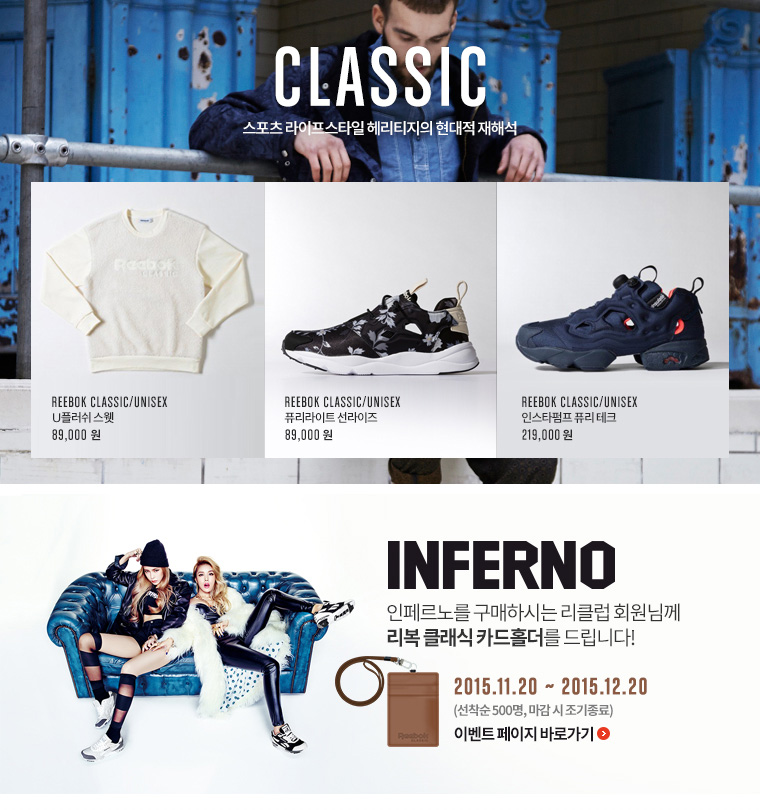 CLASSIC
스포츠 라이프스타일 헤리티지의 현대적 재해석
Reebok
CLASSIC
REEBOK CLASSIC/UNISEX
U플러쉬 스웻
89,000 원
REEBOK CLASSIC/UNISEX
퓨리라이트 선라이즈
89,000 원
REEBOK CLASSIC/UNISEX
인스타펌프 퓨리 테크
219,000 원
INFERNO
인페르노를 구매하시는 리클럽 회원님께
리복 클래식 카드홀더를 드립니다!
2015.11.20 ~ 2015.12.20
(선착순 500명, 마감 시 조기종료)
이벤트 페이지 바로가기
Reebok